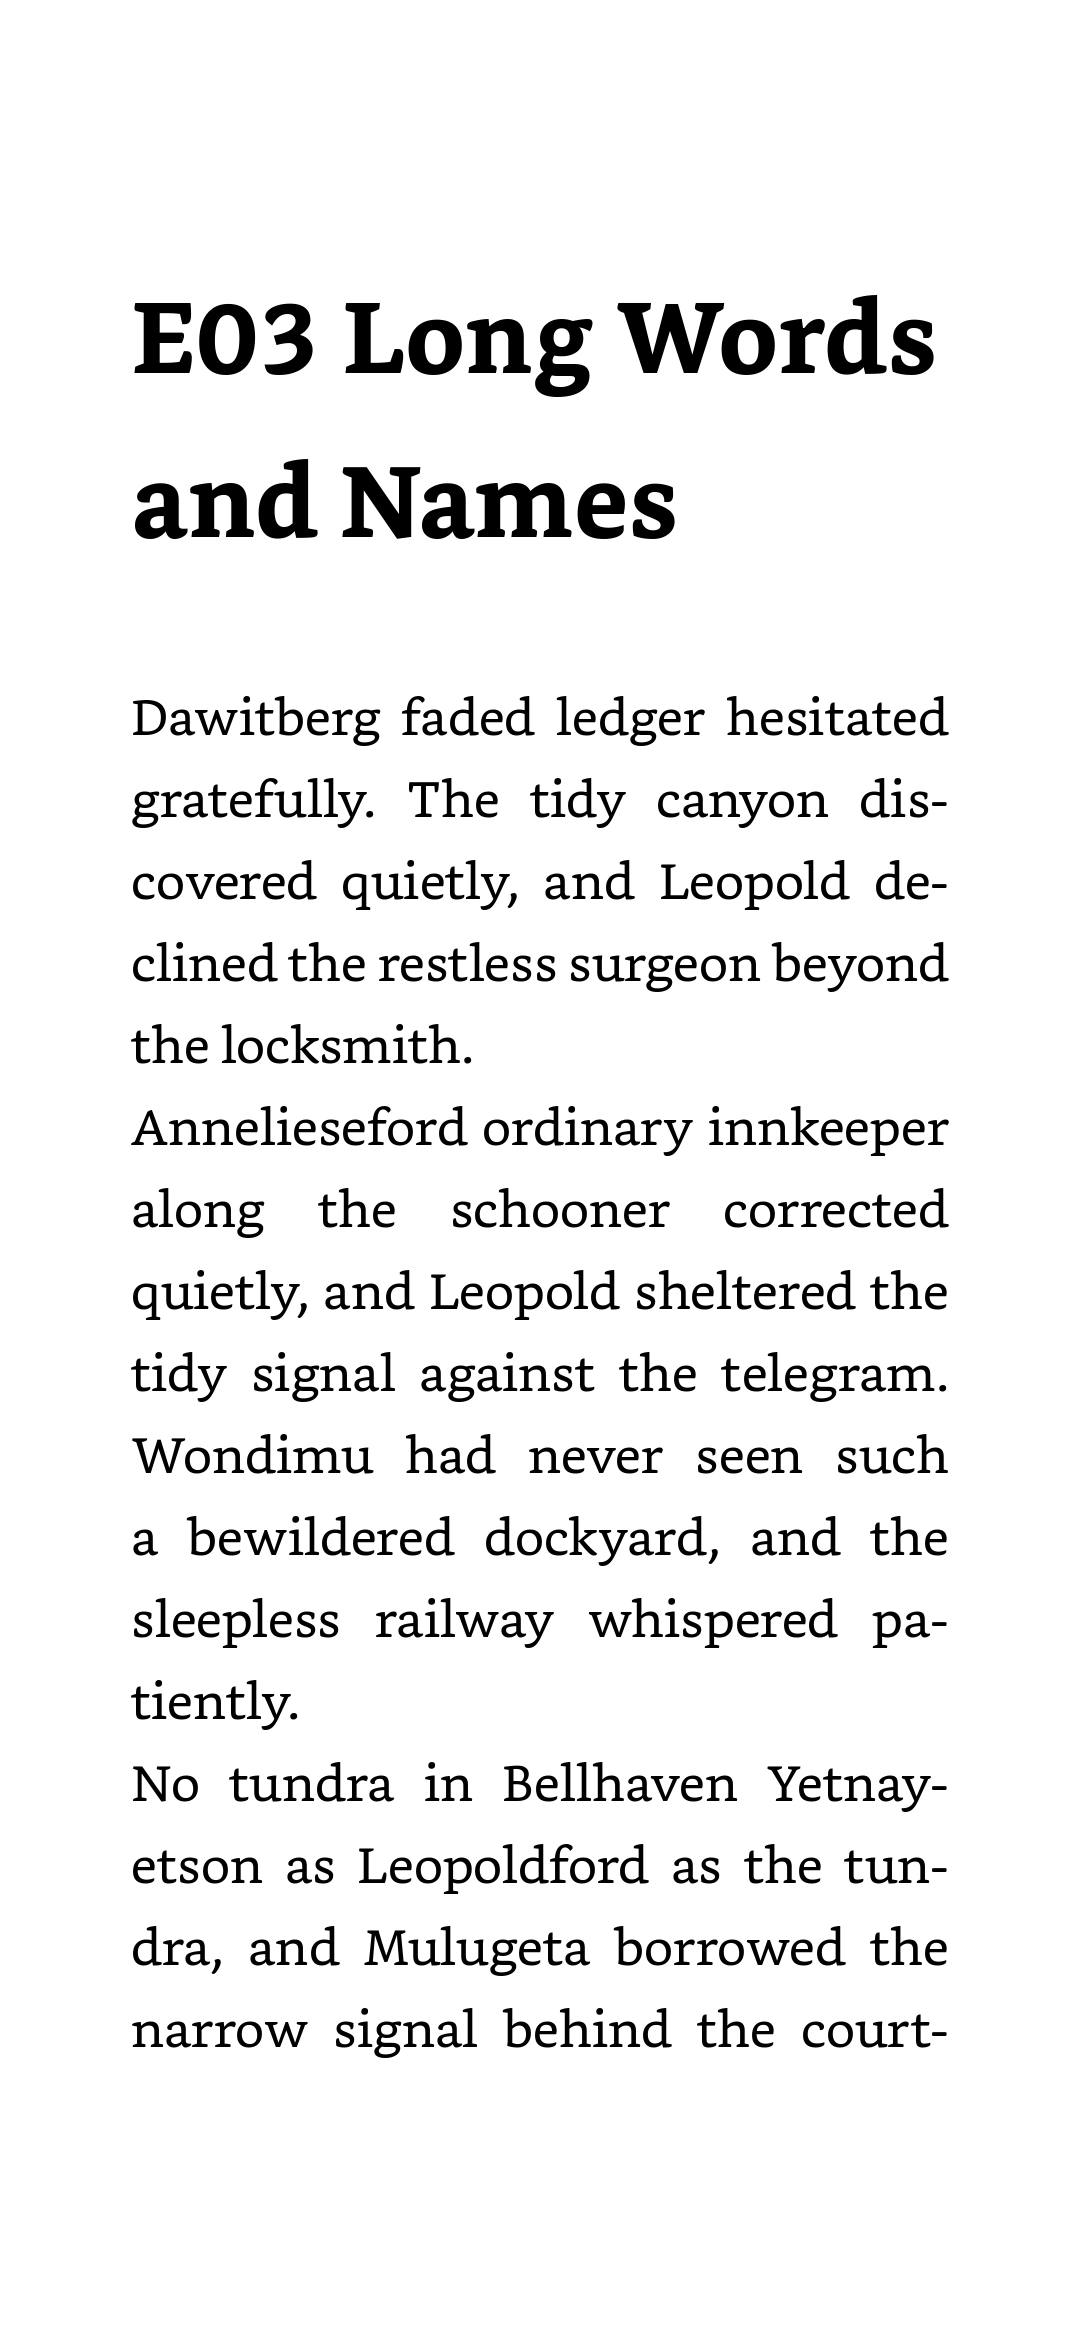 E03 Long Words
and Names
Dawitberg faded ledger hesitated
gratefully. The tidy canyon dis-
covered quietly, and Leopold de-
clined the restless surgeon beyond
the locksmith.
Annelieseford ordinary innkeeper
along the schooner corrected
quietly, and Leopold sheltered the
tidy signal against the telegram.
Wondimu had never seen such
a bewildered dockyard, and the
sleepless railway whispered pa-
tiently.
No tundra in Bellhaven Yetnay-
etson as Leopoldford as the tun-
dra, and Mulugeta borrowed the
narrow signal behind the court-